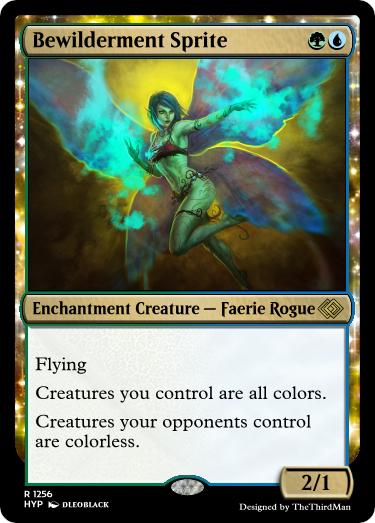 Bewilderment Sprite
Enchantment Creature — Faerie Rogue
Flying
Creatures you control are all colors.
Creatures your opponents control
are colorless.
2/1
R 1256
HYP DLEOBLACK
Designed by TheThirdMan